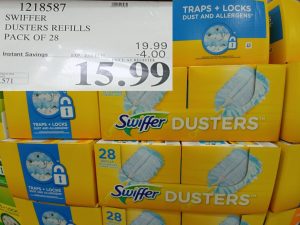 1218587
SWIFFER
DUSTERS REFILLS
PACK OF 28
19.99
Instant Savings
-4.00
15.99
.571
TRAPS + LOCKS
DUST AND ALLERGENS*
TRAPS + LOCKS
DUST AND ALLERGENS*
Swiffer DUSTERS
28
Swiffer DUSTERS
28